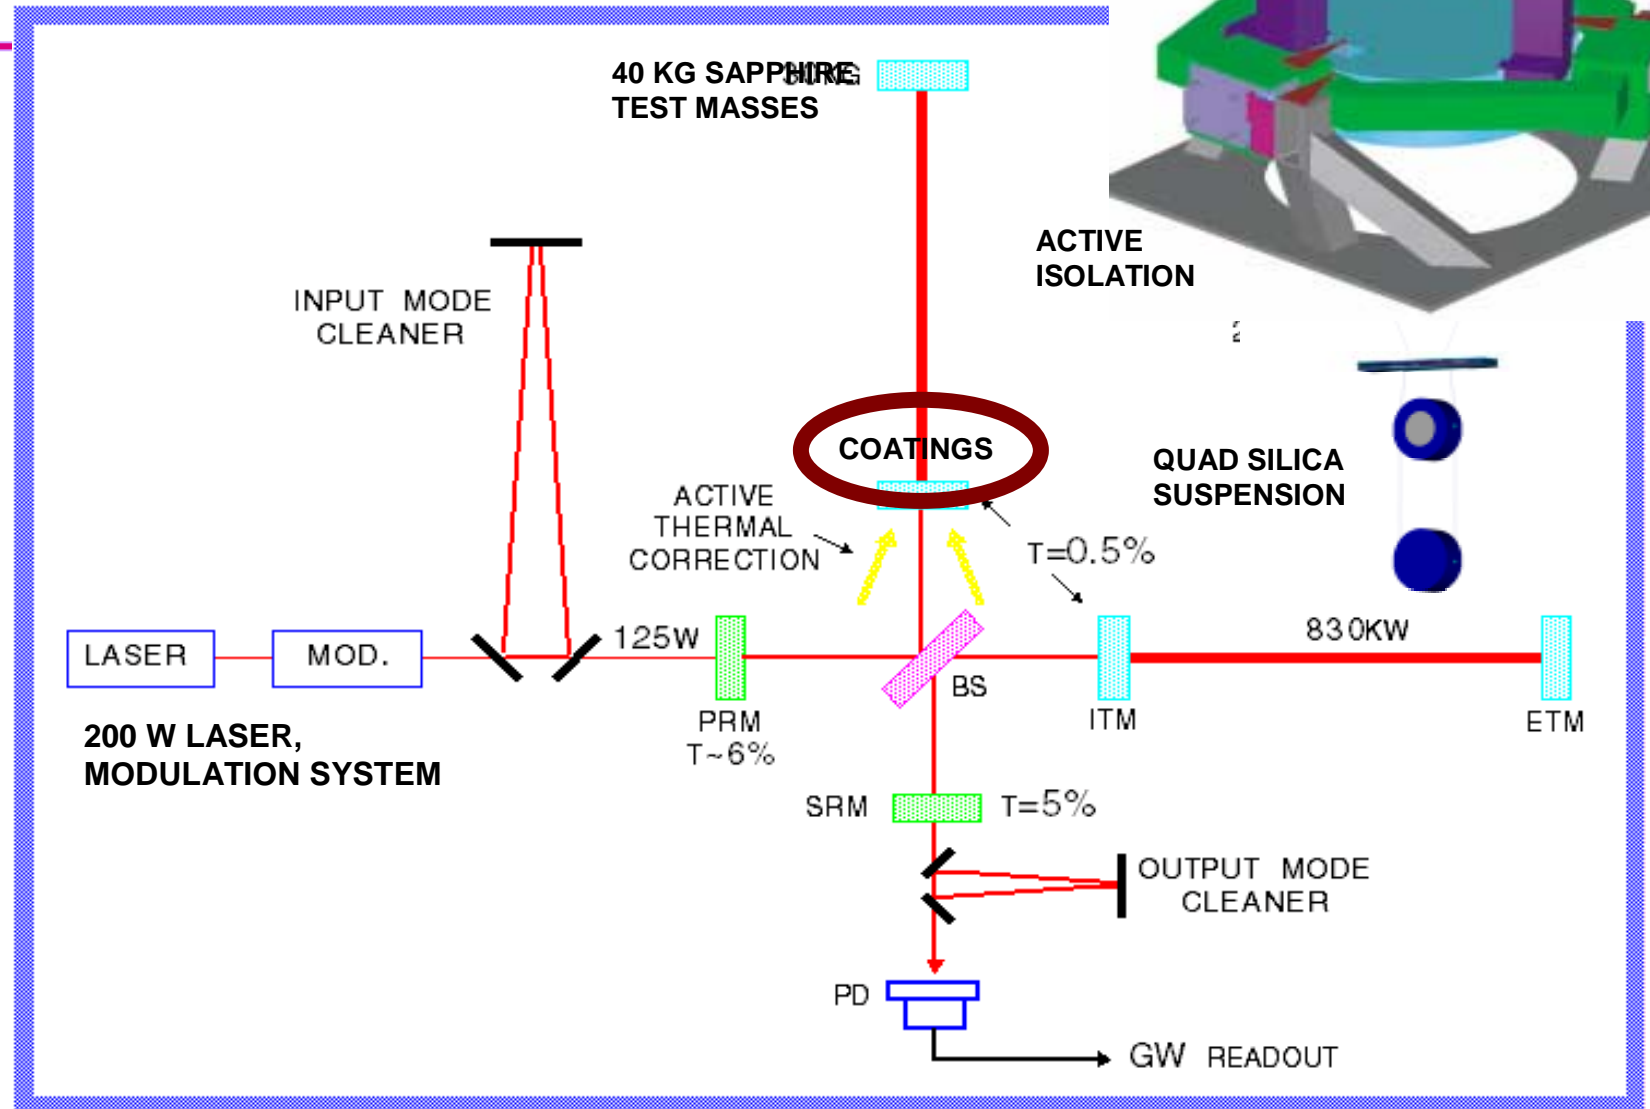 40 KG SAPPHIRE
TEST MASSES
ACTIVE
ISOLATION
INPUT MODE
CLEANER
COATINGS
QUAD SILICA
SUSPENSION
ACTIVE
THERMAL
CORRECTION
T=0.5%
125W
830KW
LASER
MOD.
BS
PRM
T~6%
ITM
ETM
200 W LASER,
MODULATION SYSTEM
SRM
T=5%
OUTPUT MODE
CLEANER
PD
GW READOUT